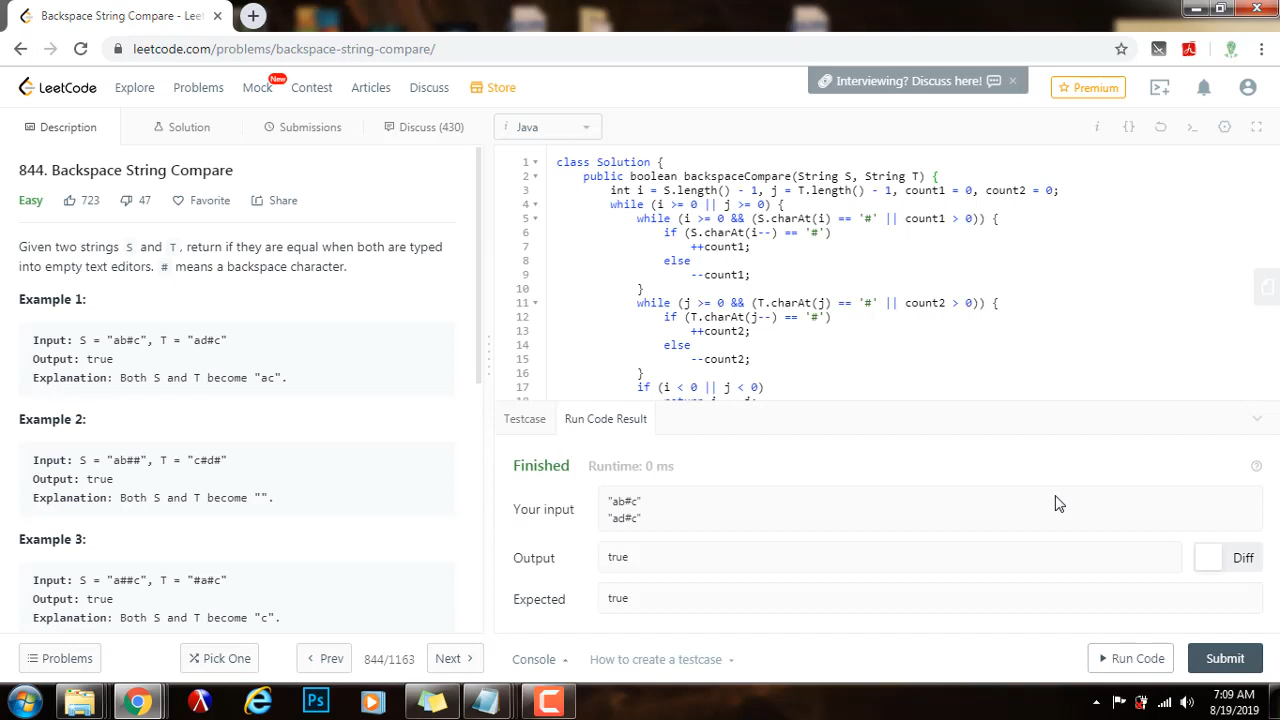 Backspace String Compare - Leet
leetcode.com/problems/backspace-string-compare/
LeetCode
Explore
Problems
Mock
New
Contest
Articles
Discuss
Store
Interviewing? Discuss here!
Premium
Description
Solution
Submissions
Discuss (430)
i Java
844. Backspace String Compare
Easy
723
47
Favorite
Share
Given two strings S and T, return if they are equal when both are typed
into empty text editors. # means a backspace character.
Example 1:
Input: S = "ab#c", T = "ad#c"
Output: true
Explanation: Both S and T become "ac".
Example 2:
Input: S = "ab##", T = "c#d#"
Output: true
Explanation: Both S and T become "".
Example 3:
Input: S = "a##c", T = "#a#c"
Output: true
Explanation: Both S and T become "c".
1 class Solution {
2 public boolean backspaceCompare(String S, String T) {
3 int i = S.length() - 1, j = T.length() - 1, count1 = 0, count2 = 0;
4 while (i >= 0 || j >= 0) {
5 while (i >= 0 && (S.charAt(i) == '#' || count1 > 0)) {
6 if (S.charAt(i--) == '#')
7 ++count1;
8 else
9 --count1;
10 }
11 while (j >= 0 && (T.charAt(j) == '#' || count2 > 0)) {
12 if (T.charAt(j--) == '#')
13 ++count2;
14 else
15 --count2;
16 }
17 if (i < 0 || j < 0)
Testcase
Run Code Result
Finished
Runtime: 0 ms
Your input
"ab#c"
"ad#c"
Output
true
Diff
Expected
true
Problems
Pick One
Prev
844/1163
Next
Console
How to create a testcase
Run Code
Submit
7:09 AM
8/19/2019